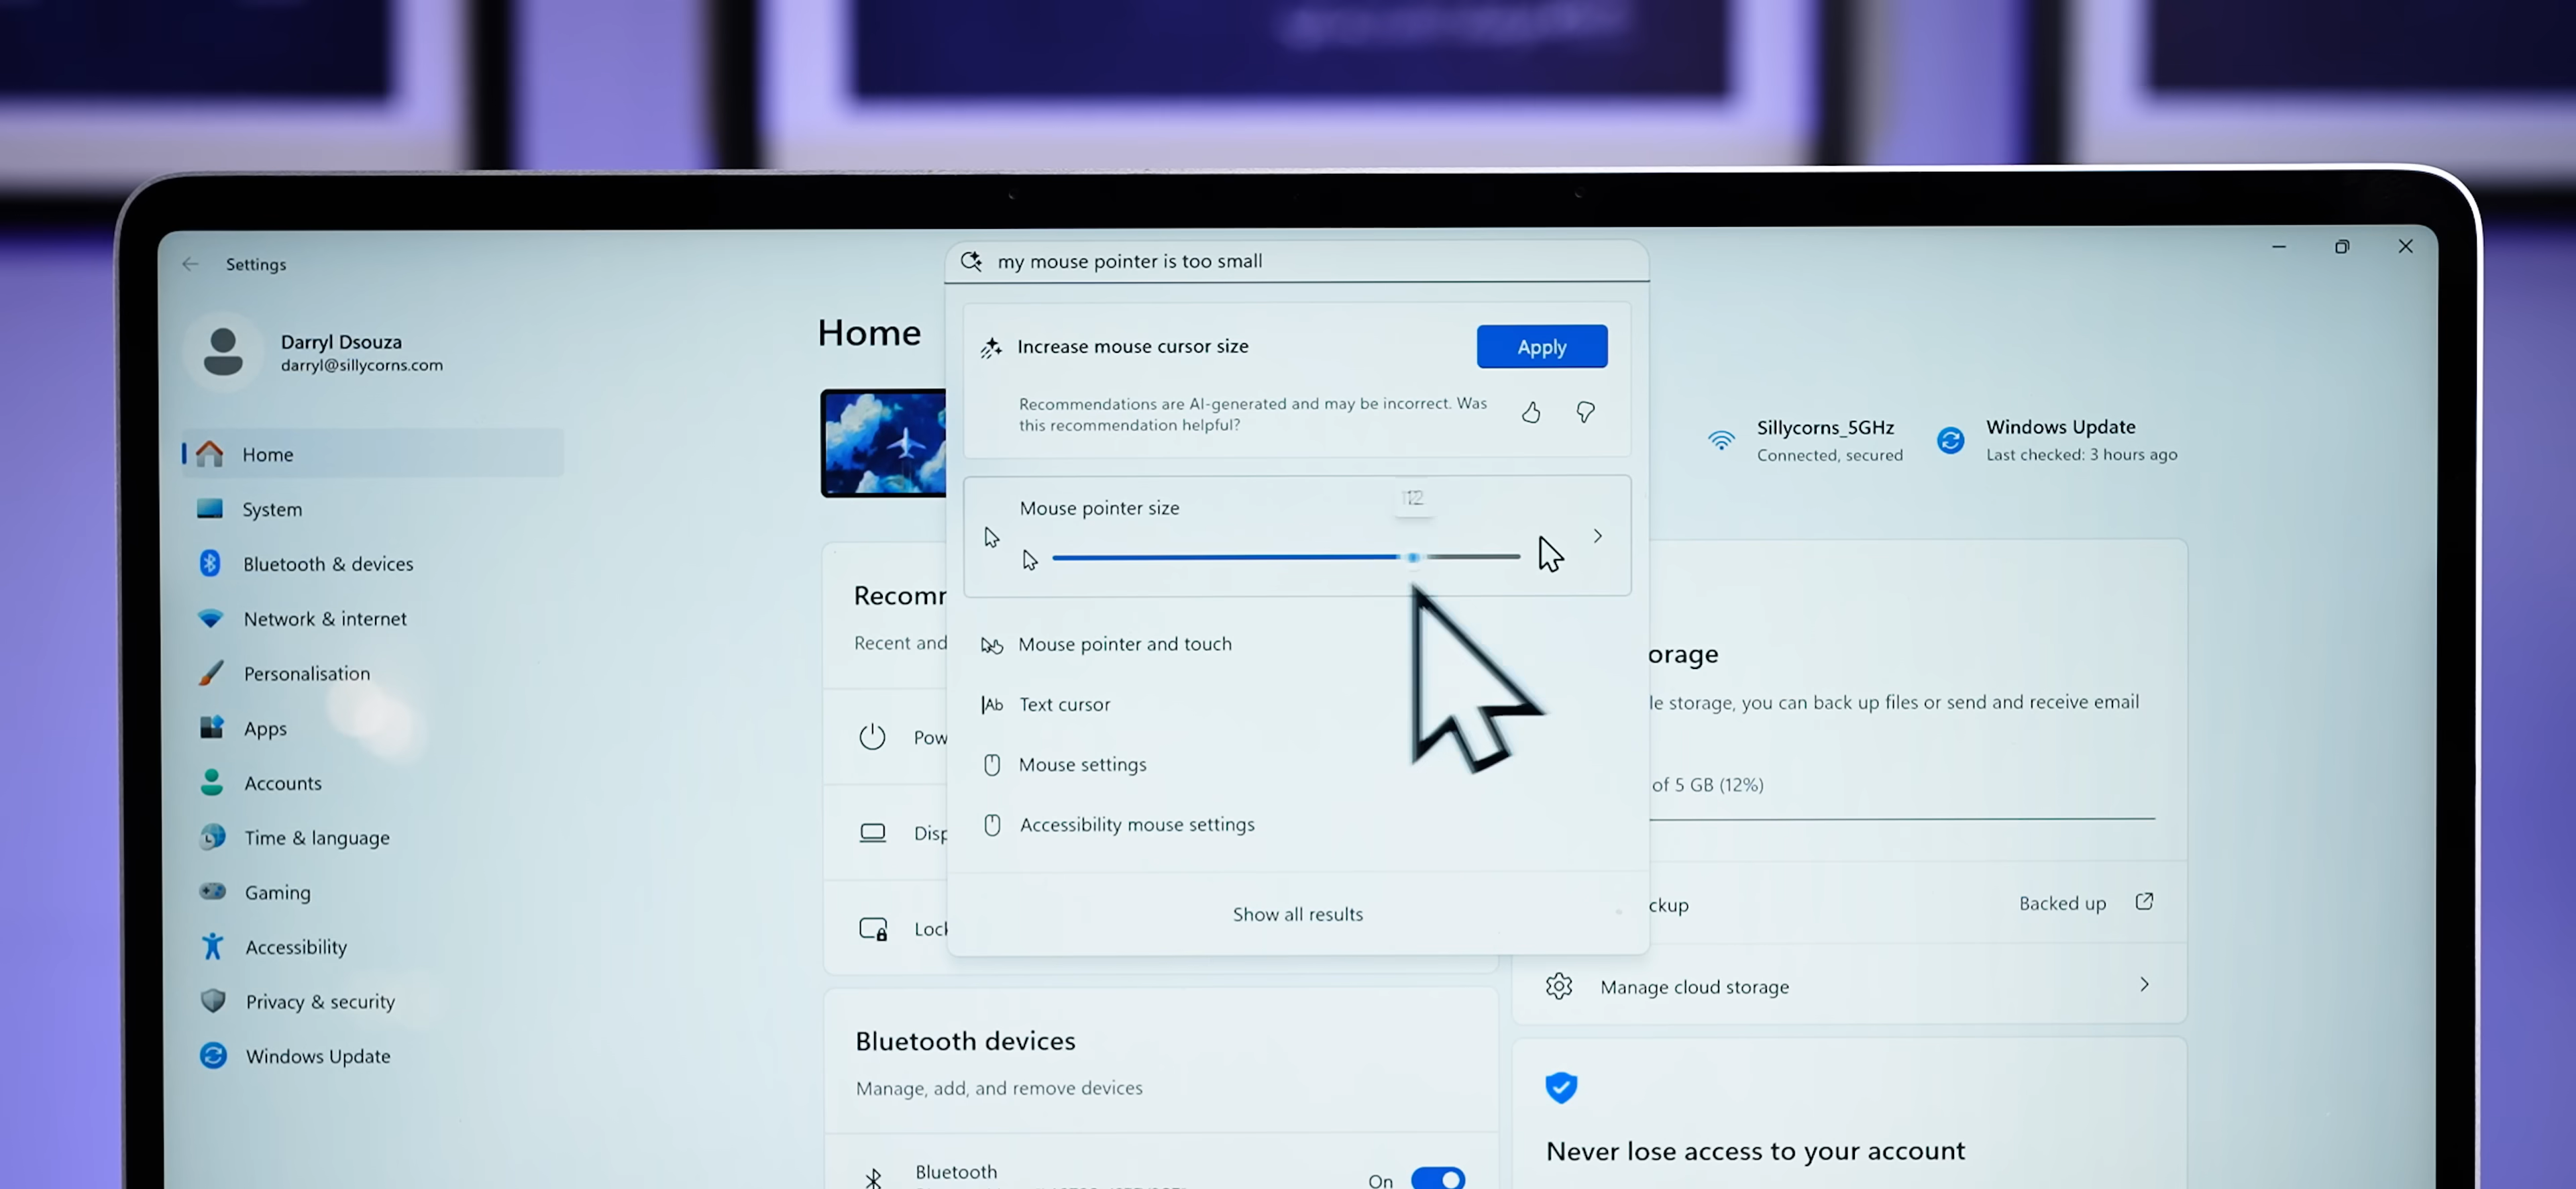 Settings
my mouse pointer is too small
Darryl Dsouza
darryl@sillycorns.com
Home
System
Bluetooth & devices
Network & internet
Personalisation
Apps
Accounts
Time & language
Gaming
Accessibility
Privacy & security
Windows Update
Home
Increase mouse cursor size
Apply
Recommendations are AI-generated and may be incorrect. Was
this recommendation helpful?
Mouse pointer size
Mouse pointer and touch
Ab
Text cursor
Mouse settings
Accessibility mouse settings
Show all results
Sillycorns_5GHz
Connected, secured
Windows Update
Last checked: 3 hours ago
Recomm
Recent and
Pow
Disp
Lock
orage
le storage, you can back up files or send and receive email
of 5 GB (12%)
ckup
Backed up
Manage cloud storage
Bluetooth devices
Manage, add, and remove devices
Bluetooth
On
Never lose access to your account